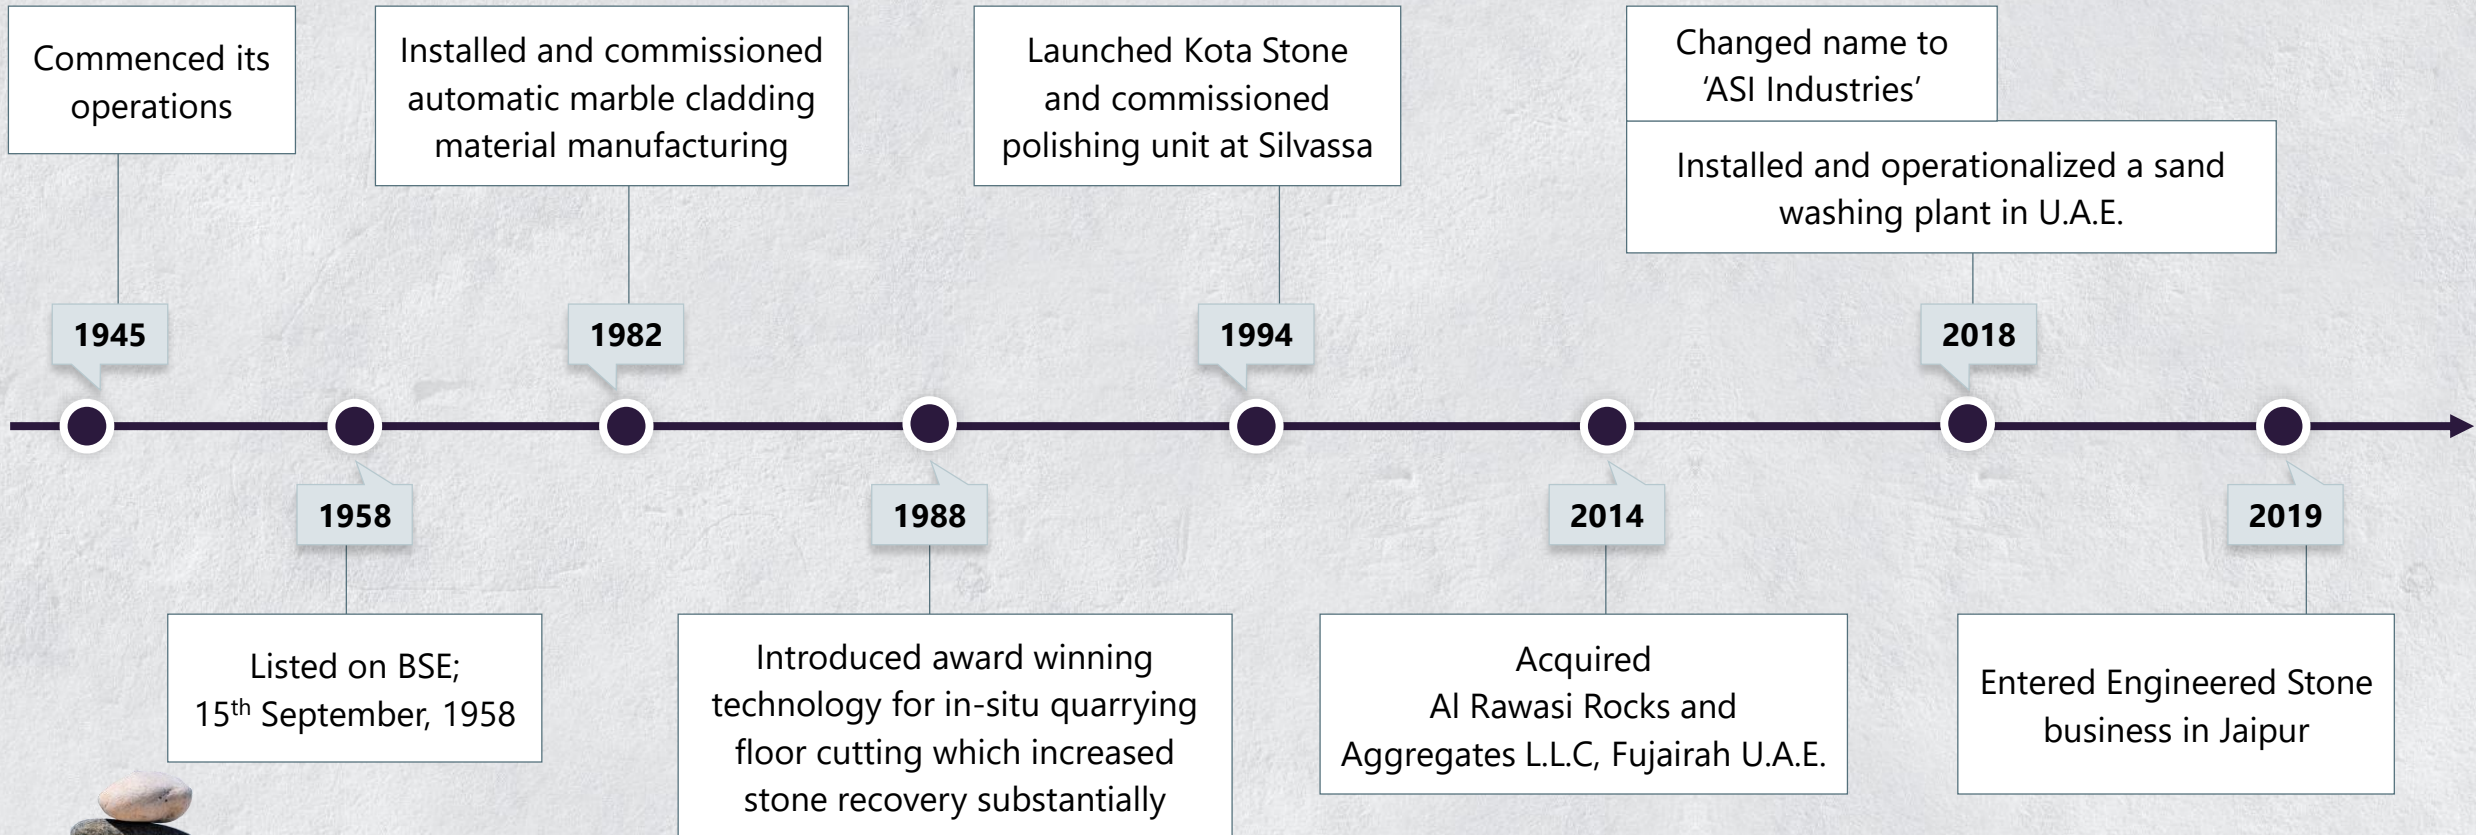 Commenced its
operations
1945
Listed on BSE;
15th September, 1958
1958
Installed and commissioned
automatic marble cladding
material manufacturing
1982
1988
Introduced award winning
technology for in-situ quarrying
floor cutting which increased
stone recovery substantially
Launched Kota Stone
and commissioned
polishing unit at Silvassa
1994
2014
Acquired
Al Rawasi Rocks and
Aggregates L.L.C, Fujairah U.A.E.
Changed name to
‘ASI Industries’
Installed and operationalized a sand
washing plant in U.A.E.
2018
2019
Entered Engineered Stone
business in Jaipur